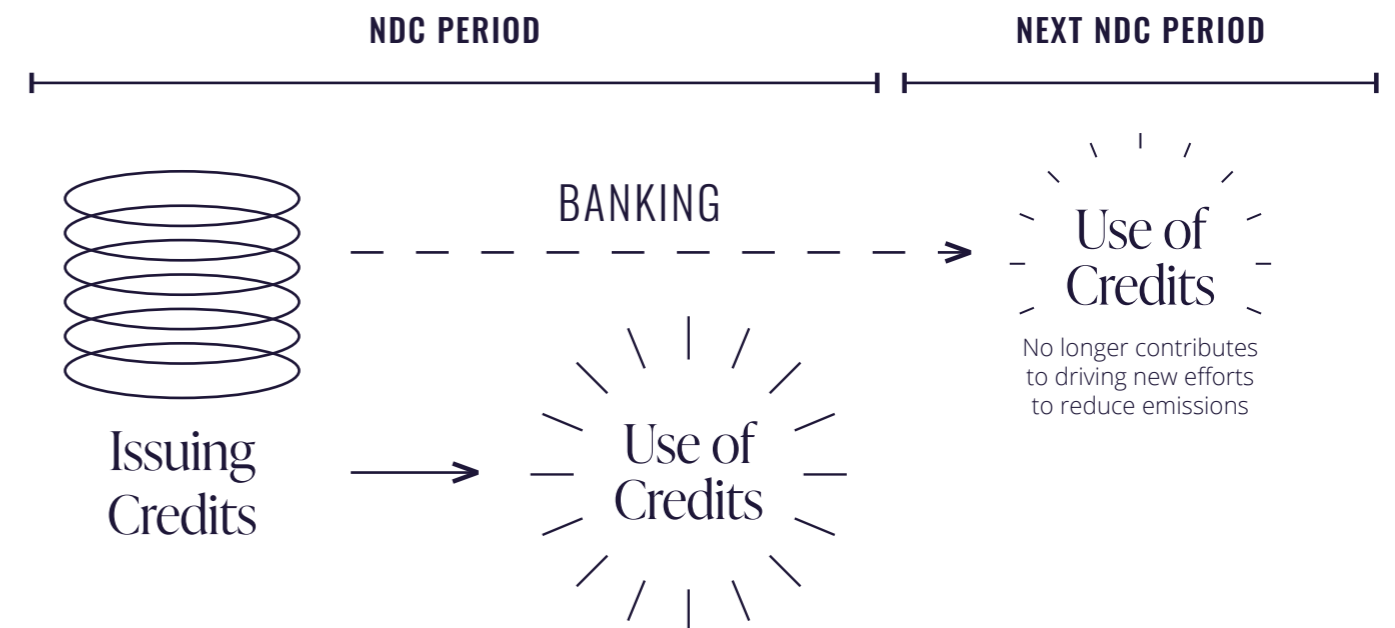 NDC PERIOD
NEXT NDC PERIOD
BANKING
Use of
Credits
No longer contributes
to driving new efforts
to reduce emissions
Issuing
Credits
Use of
Credits